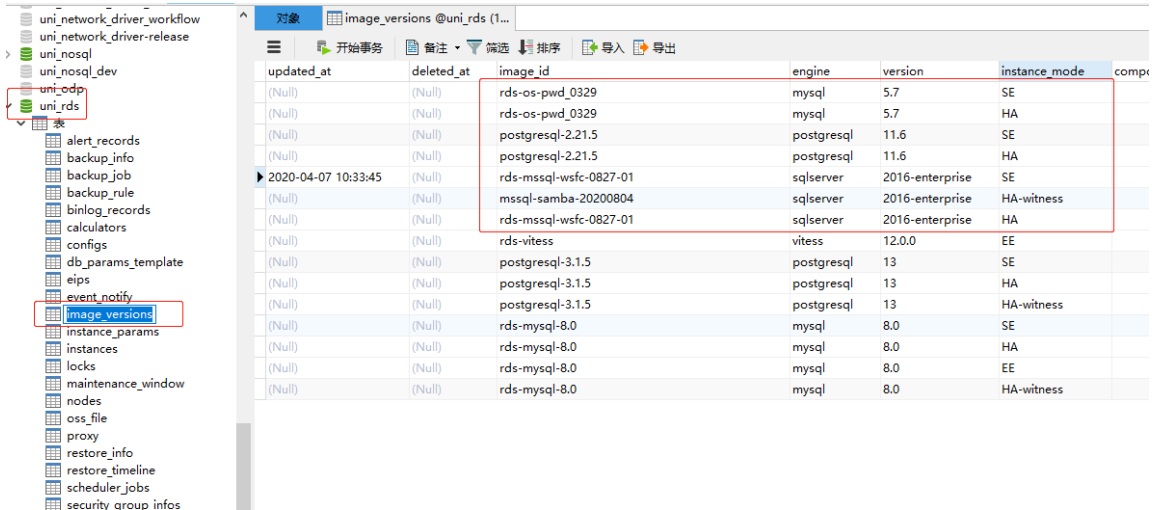 uni_network_driver_workflow
uni_network_driver-release
uni_nosql
uni_nosql_dev
uni_odp
uni_rds
表
alert_records
backup_info
backup_job
backup_rule
binlog_records
calculators
configs
db_params_template
eips
event_notify
image_versions
instance_params
instances
locks
maintenance_window
nodes
oss_file
proxy
restore_info
restore_timeline
scheduler_jobs
security_group_infos
对象 image_versions @uni_rds (1...
开始事务 备注 筛选 排序 导入 导出
updated_at deleted_at image_id engine version instance_mode compo
(Null) (Null) rds-os-pwd_0329 mysql 5.7 SE
(Null) (Null) rds-os-pwd_0329 mysql 5.7 HA
(Null) (Null) postgresql-2.21.5 postgresql 11.6 SE
(Null) (Null) postgresql-2.21.5 postgresql 11.6 HA
2020-04-07 10:33:45 (Null) rds-mssql-wsfc-0827-01 sqlserver 2016-enterprise SE
(Null) (Null) mssql-samba-20200804 sqlserver 2016-enterprise HA-witness
(Null) (Null) rds-mssql-wsfc-0827-01 sqlserver 2016-enterprise HA
(Null) (Null) rds-vitess vitess 12.0.0 EE
(Null) (Null) postgresql-3.1.5 postgresql 13 SE
(Null) (Null) postgresql-3.1.5 postgresql 13 HA
(Null) (Null) postgresql-3.1.5 postgresql 13 HA-witness
(Null) (Null) rds-mysql-8.0 mysql 8.0 SE
(Null) (Null) rds-mysql-8.0 mysql 8.0 HA
(Null) (Null) rds-mysql-8.0 mysql 8.0 EE
(Null) (Null) rds-mysql-8.0 mysql 8.0 HA-witness